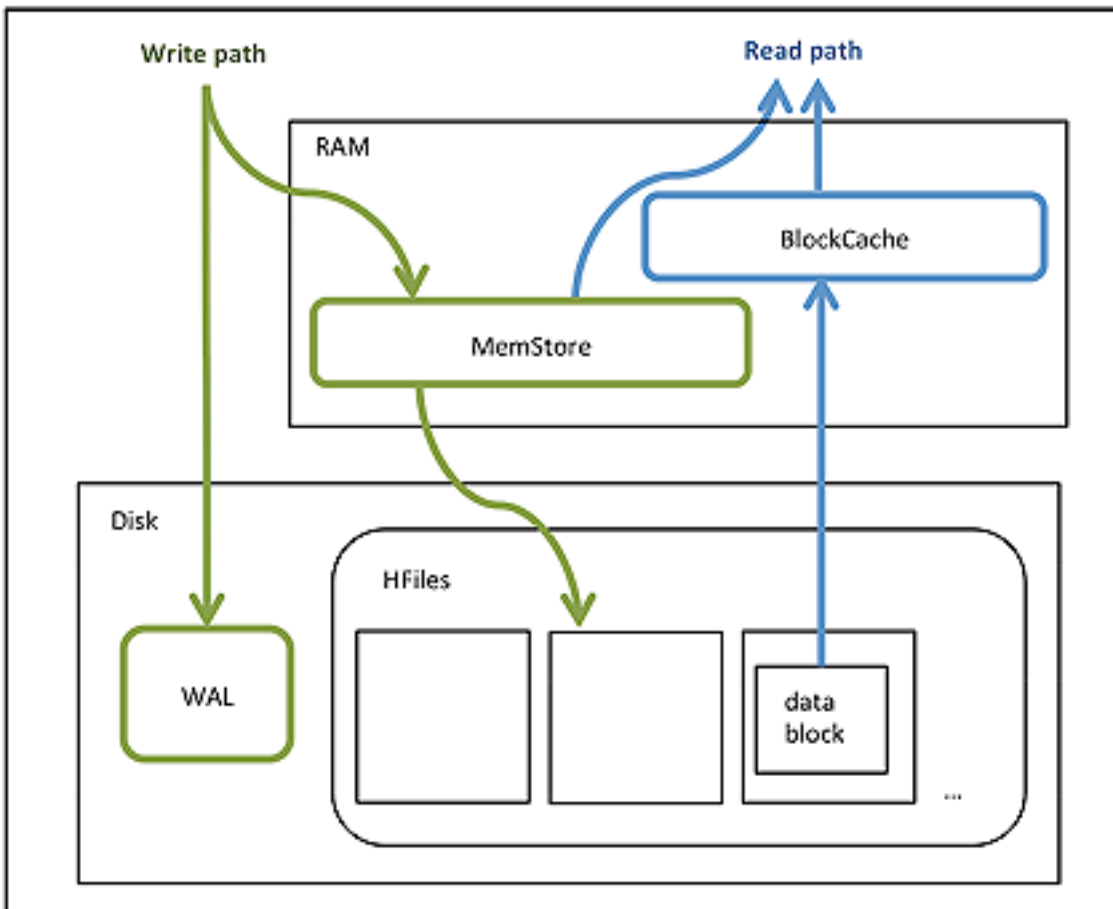 Write path
Read path
RAM
BlockCache
MemStore
Disk
HFiles
WAL
data
block
...